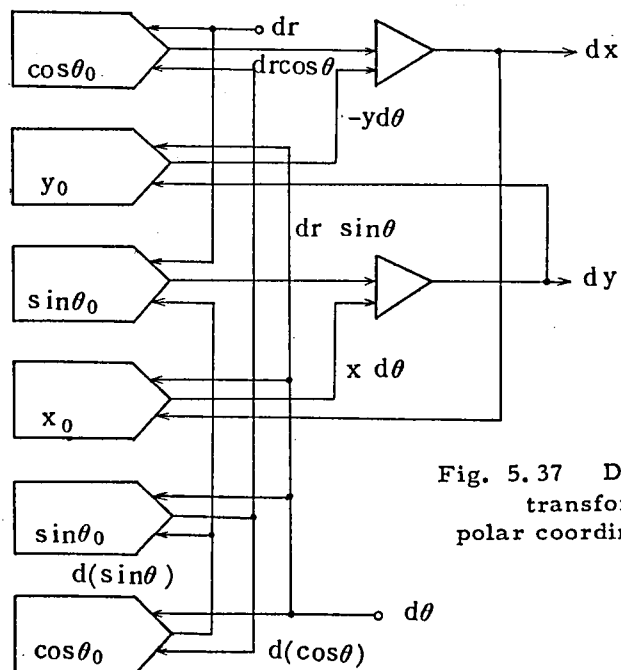 dr
cosθ₀
drcosθ
dx
-ydθ
y₀
dr sinθ
sinθ₀
dy
x dθ
x₀
Fig. 5.37 D
transfor
polar coordin
sinθ₀
d(sinθ)
dθ
cosθ₀
d(cosθ)